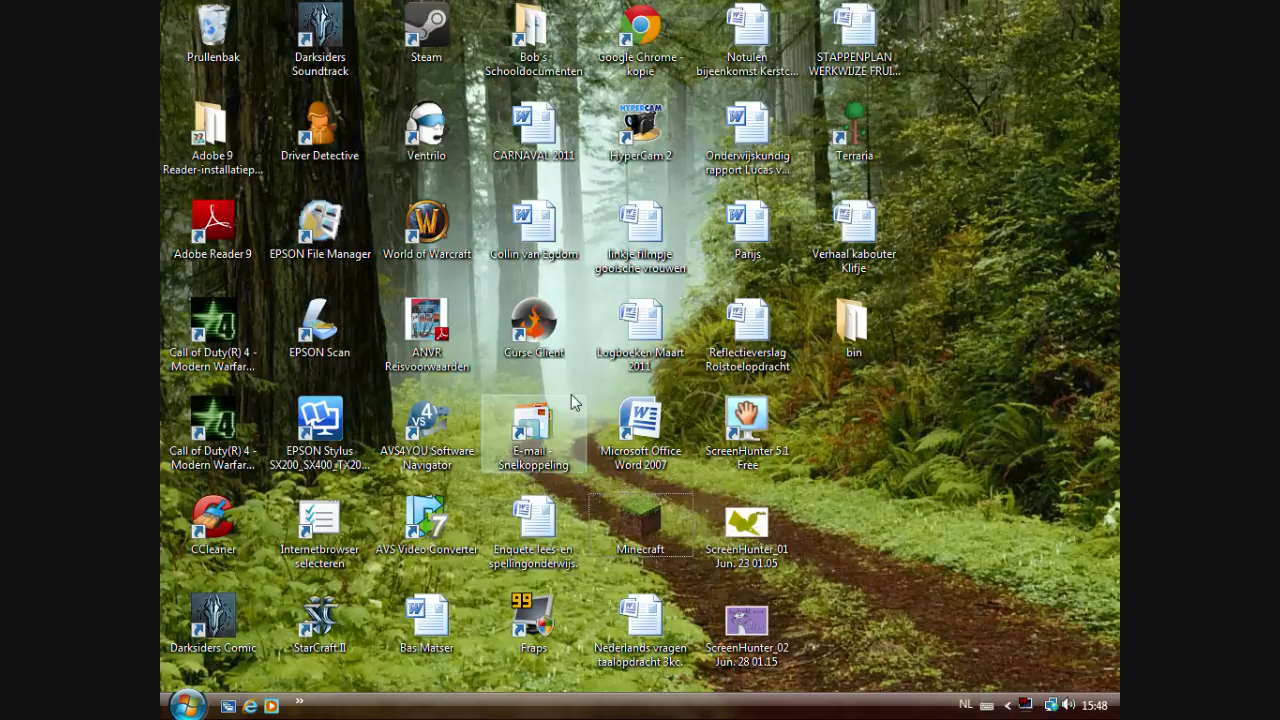 Prullenbak
Darksiders
Soundtrack
Steam
Bob's
Schooldocumenten
Google Chrome -
kopie
Notulen
bijeenkomst Kerstc...
STAPPENPLAN
WERKWIJZE FRUI...
Adobe 9
Reader-installatiep...
Driver Detective
Ventrilo
CARNAVAL 2011
HYPERCAM
HyperCam 2
Onderwijskundig
rapport Lucas v...
Terraria
Adobe Reader 9
EPSON File Manager
World of Warcraft
Collin van Egdom
linkje filmpje
gooische vrouwen
Parijs
Verhaal kabouter
Klifje
4
Call of Duty(R) 4 -
Modern Warfar...
EPSON Scan
ANVR
Reisvoorwaarden
Curse Client
Logboeken Maart
2011
Reflectieverslag
Rolstoelopdracht
bin
4
Call of Duty(R) 4 -
Modern Warfar...
EPSON Stylus
SX200_SX400_TX20...
AVS4YOU Software
Navigator
E-mail -
Snelkoppeling
Microsoft Office
Word 2007
ScreenHunter 5.1
Free
CCleaner
Internetbrowser
selecteren
AVS Video Converter
Enquete lees-en
spellingonderwijs.
Minecraft
ScreenHunter_01
Jun. 23 01.05
Darksiders Comic
StarCraft II
Bas Matser
99
Fraps
Nederlands vragen
taalopdracht 3kc.
ScreenHunter_02
Jun. 28 01.15
NL
15:48